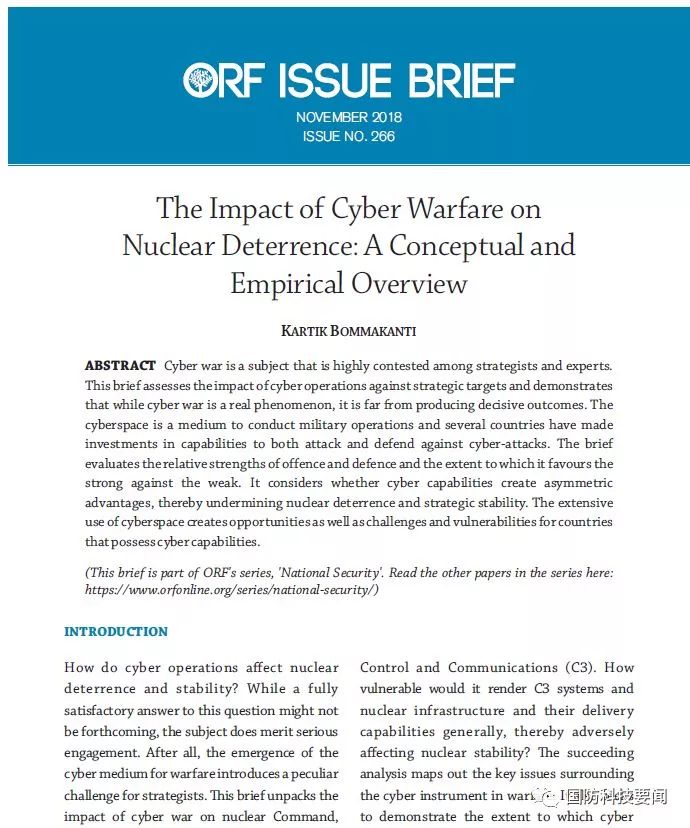 ORF ISSUE BRIEF
NOVEMBER 2018
ISSUE NO. 266
The Impact of Cyber Warfare on
Nuclear Deterrence: A Conceptual and
Empirical Overview
KARTIK BOMMAKANTI
ABSTRACT Cyber war is a subject that is highly contested among strategists and experts.
This brief assesses the impact of cyber operations against strategic targets and demonstrates
that while cyber war is a real phenomenon, it is far from producing decisive outcomes. The
cyberspace is a medium to conduct military operations and several countries have made
investments in capabilities to both attack and defend against cyber-attacks. The brief
evaluates the relative strengths of offence and defence and the extent to which it favours the
strong against the weak. It considers whether cyber capabilities create asymmetric
advantages, thereby undermining nuclear deterrence and strategic stability. The extensive
use of cyberspace creates opportunities as well as challenges and vulnerabilities for countries
that possess cyber capabilities.
(This brief is part of ORF's series, 'National Security'. Read the other papers in the series here:
https://www.orfonline.org/series/national-security/)
INTRODUCTION
How do cyber operations affect nuclear
deterrence and stability? While a fully
satisfactory answer to this question might not
be forthcoming, the subject does merit serious
engagement. After all, the emergence of the
cyber medium for warfare introduces a peculiar
challenge for strategists. This brief unpacks the
impact of cyber war on nuclear Command,
Control and Communications (C3). How
vulnerable would it render C3 systems and
nuclear infrastructure and their delivery
capabilities generally, thereby adversely
affecting nuclear stability? The succeeding
analysis maps out the key issues surrounding
the cyber instrument in
to demonstrate the extent to which cyber
国防科技要闻